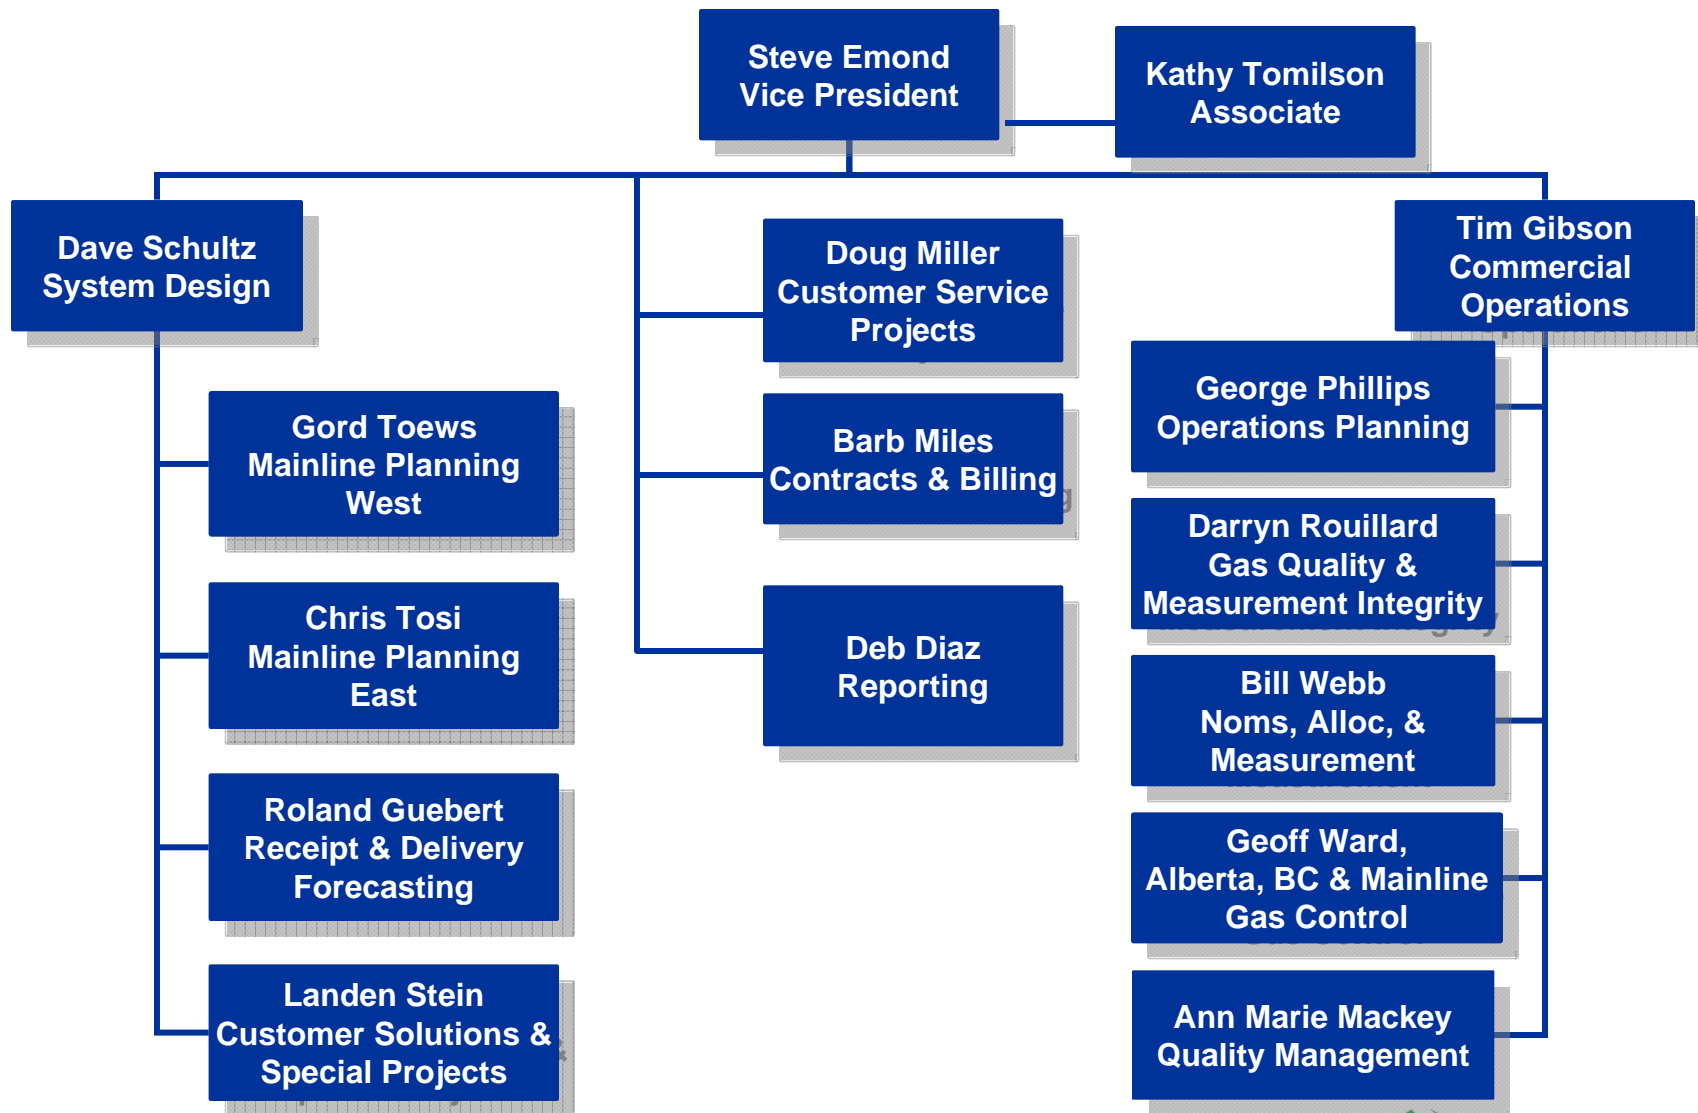 Steve Emond
Vice President
Kathy Tomilson
Associate
Dave Schultz
System Design
Gord Toews
Mainline Planning
West
Chris Tosi
Mainline Planning
East
Roland Guebert
Receipt & Delivery
Forecasting
Landen Stein
Customer Solutions &
Special Projects
Doug Miller
Customer Service
Projects
Barb Miles
Contracts & Billing
Deb Diaz
Reporting
Tim Gibson
Commercial
Operations
George Phillips
Operations Planning
Darryn Rouillard
Gas Quality &
Measurement Integrity
Bill Webb
Noms, Alloc, &
Measurement
Geoff Ward,
Alberta, BC & Mainline
Gas Control
Ann Marie Mackey
Quality Management